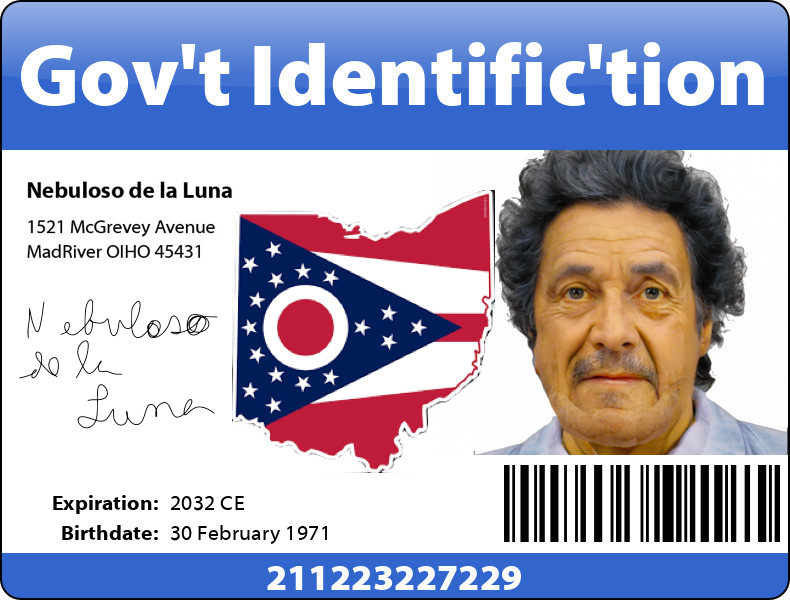 Gov't Identific'tion
Nebuloso de la Luna
1521 McGrevey Avenue
MadRiver OIHO 45431
Nebuloso
de la
Luna
Expiration: 2032 CE
Birthdate: 30 February 1971
211223227229